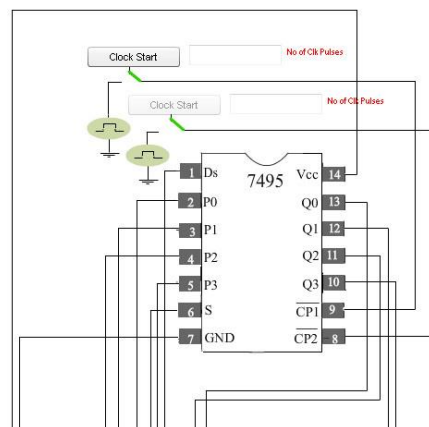 Clock Start
No of Clk Pulses
Clock Start
No of Clk Pulses
7495
1 Ds Vcc 14
2 P0 Q0 13
3 P1 Q1 12
4 P2 Q2 11
5 P3 Q3 10
6 S CP1 9
7 GND CP2 8